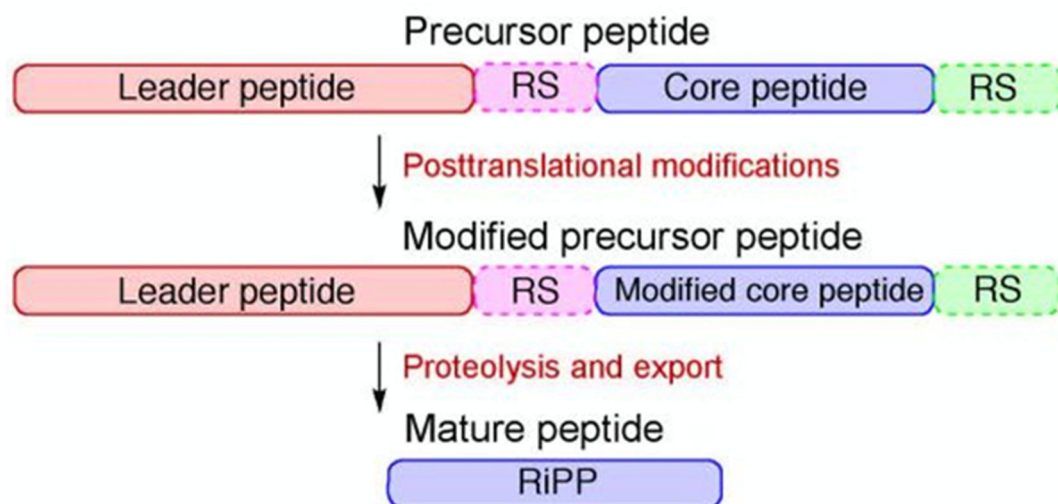 Precursor peptide
Leader peptide RS Core peptide RS
Posttranslational modifications
Modified precursor peptide
Leader peptide RS Modified core peptide RS
Proteolysis and export
Mature peptide
RiPP